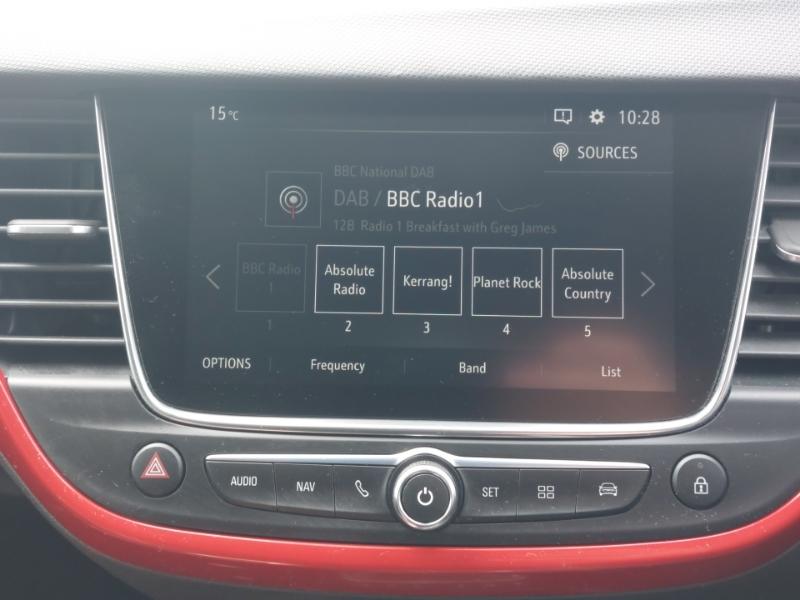 15°C
10:28
SOURCES
BBC National DAB
DAB / BBC Radio1
12B Radio 1 Breakfast with Greg James
BBC Radio
1
Absolute
Radio
Kerrang!
Planet Rock
Absolute
Country
1
2
3
4
5
OPTIONS
Frequency
Band
List
AUDIO
NAV
SET